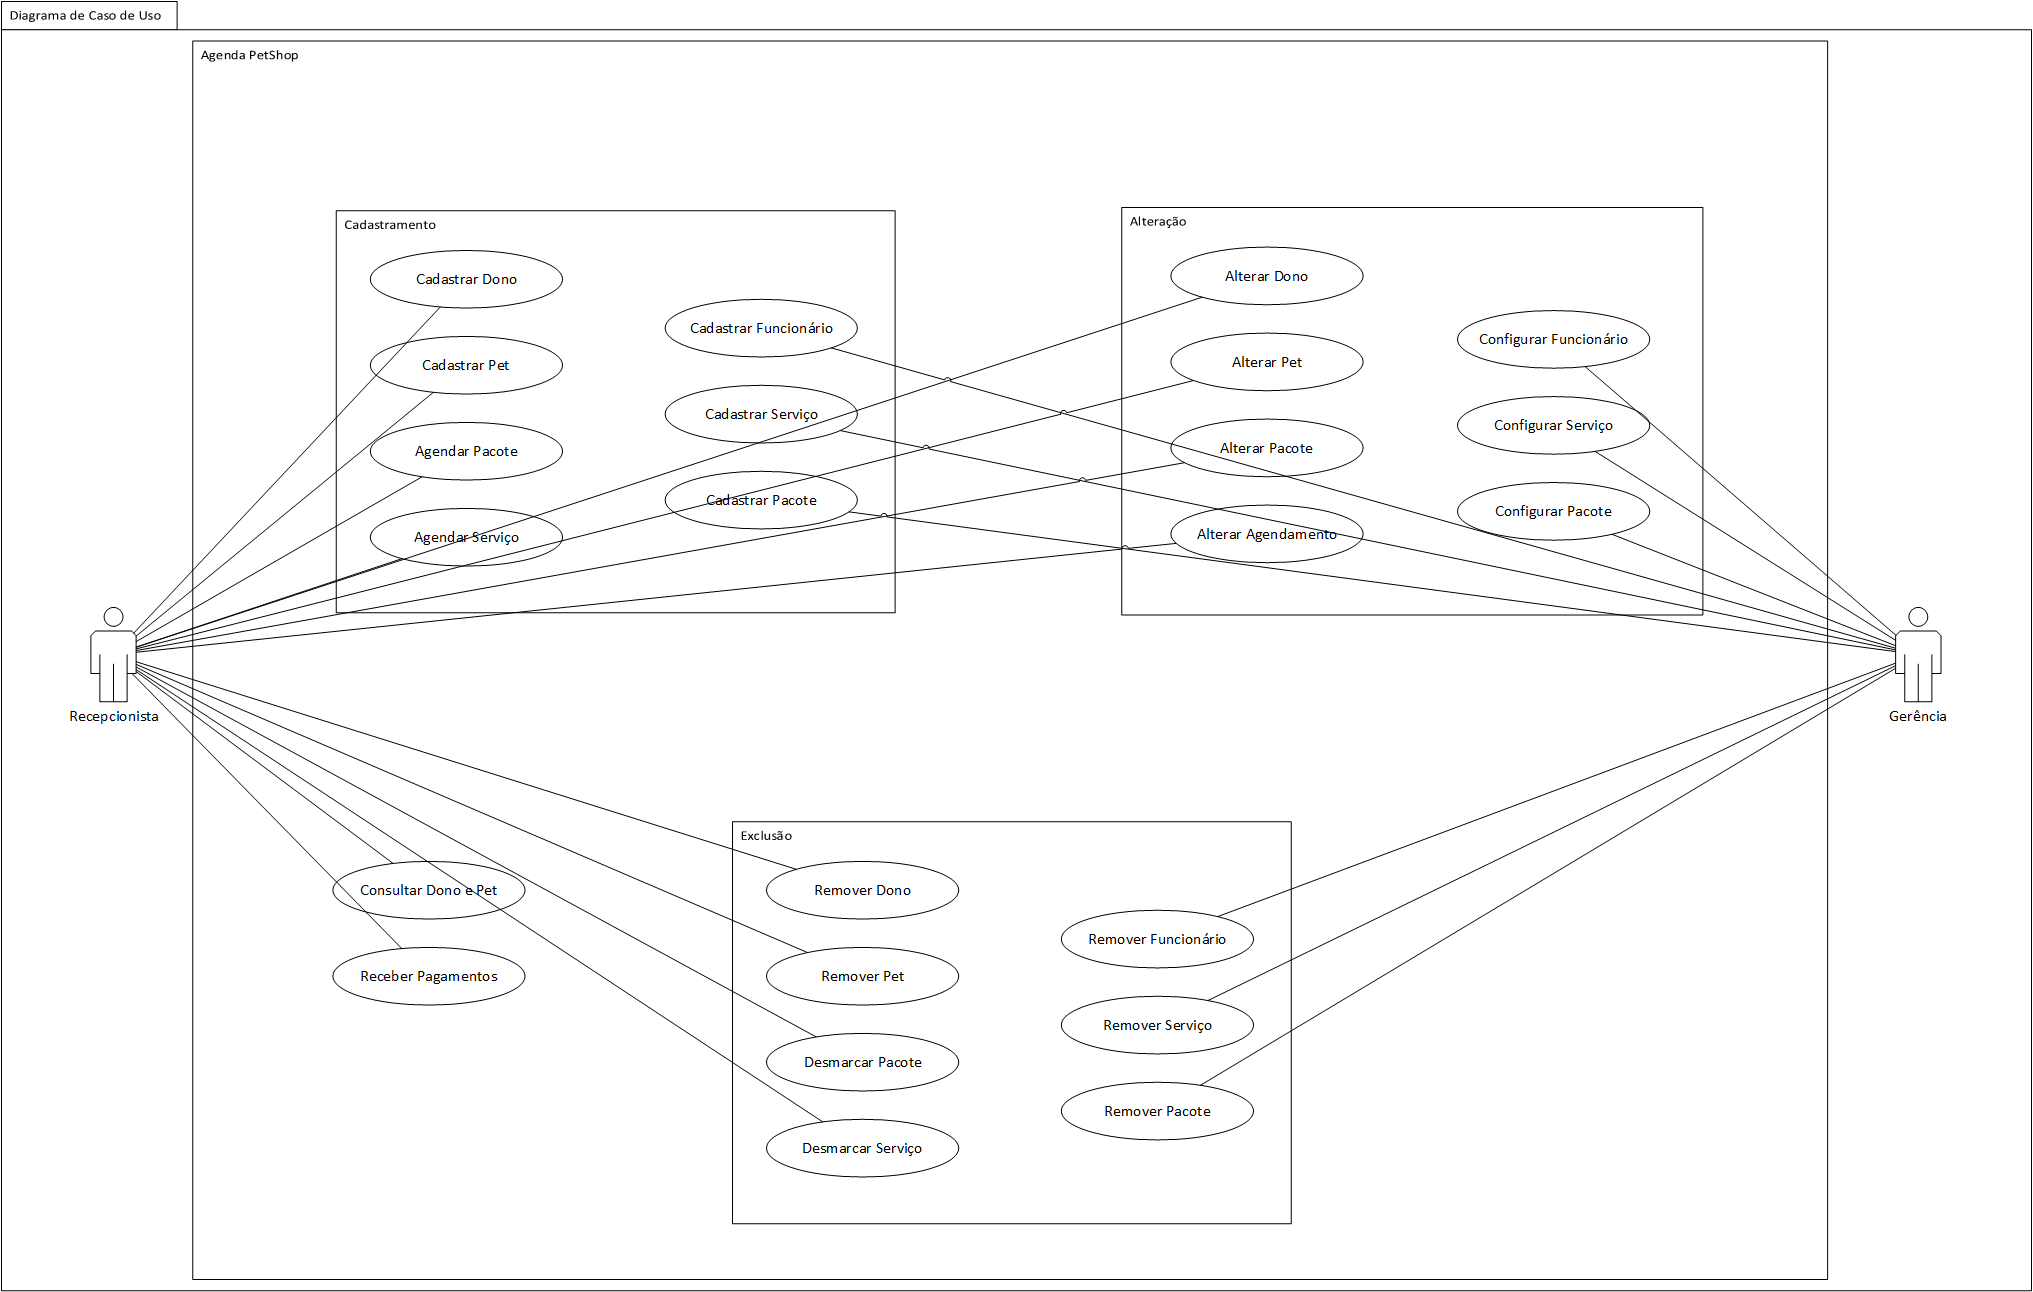 Diagrama de Caso de Uso
Agenda PetShop
Cadastramento
Cadastrar Dono
Cadastrar Pet
Agendar Pacote
Agendar Serviço
Cadastrar Funcionário
Cadastrar Serviço
Cadastrar Pacote
Alteração
Alterar Dono
Alterar Pet
Alterar Pacote
Alterar Agendamento
Configurar Funcionário
Configurar Serviço
Configurar Pacote
Recepcionista
Gerência
Consultar Dono e Pet
Receber Pagamentos
Exclusão
Remover Dono
Remover Pet
Desmarcar Pacote
Desmarcar Serviço
Remover Funcionário
Remover Serviço
Remover Pacote